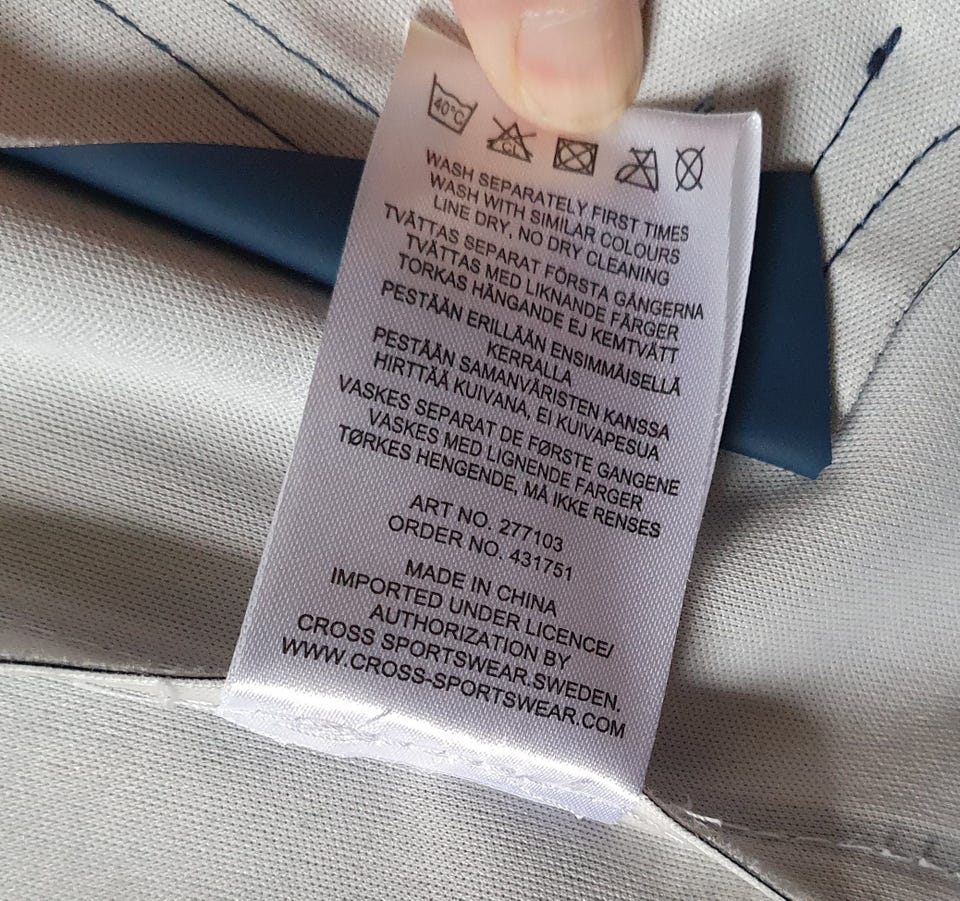 40°C
CL
WASH SEPARATELY FIRST TIMES
WASH WITH SIMILAR COLOURS
LINE DRY, NO DRY CLEANING
TVÄTTAS SEPARAT FÖRSTA GÅNGERNA
TVÄTTAS MED LIKNANDE FÄRGER
TORKAS HÄNGANDE EJ KEMTVÄTT
PESTÄÄN ERILLÄÄN ENSIMMÄISELLÄ
KERRALLA
PESTÄÄN SAMANVÄRISTEN KANSSA
HIRTTÄÄ KUIVANA, EI KUIVAPESUA
VASKES SEPARAT DE FØRSTE GANGENE
VASKES MED LIGNENDE FARGER
TØRKES HENGENDE, MÅ IKKE RENSES
ART NO. 277103
ORDER NO. 431751
MADE IN CHINA
IMPORTED UNDER LICENCE/
AUTHORIZATION BY
CROSS SPORTSWEAR.SWEDEN.
WWW.CROSS-SPORTSWEAR.COM